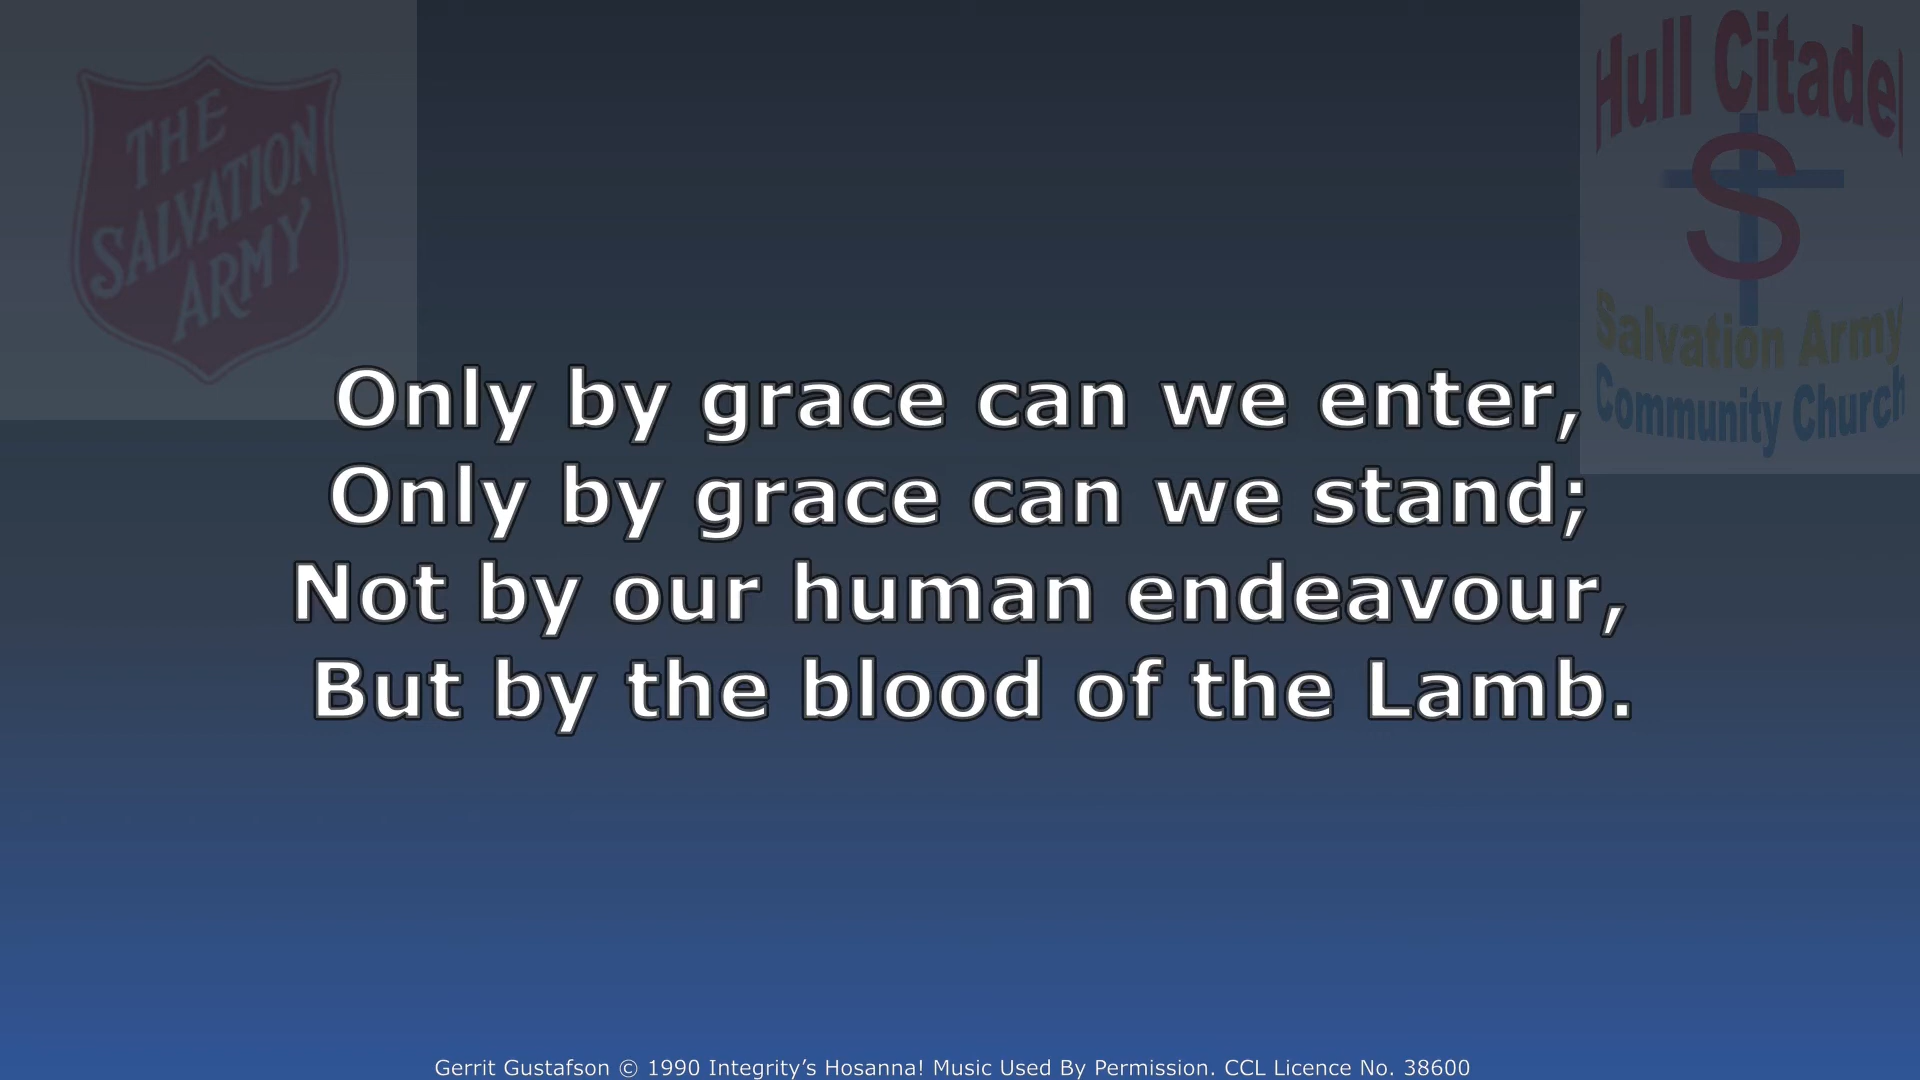 THE
SALVATION
ARMY
Hull Citadel
S
Salvation Army
Community Church
Only by grace can we enter,
Only by grace can we stand;
Not by our human endeavour,
But by the blood of the Lamb.
Gerrit Gustafson © 1990 Integrity’s Hosanna! Music Used By Permission. CCL Licence No. 38600